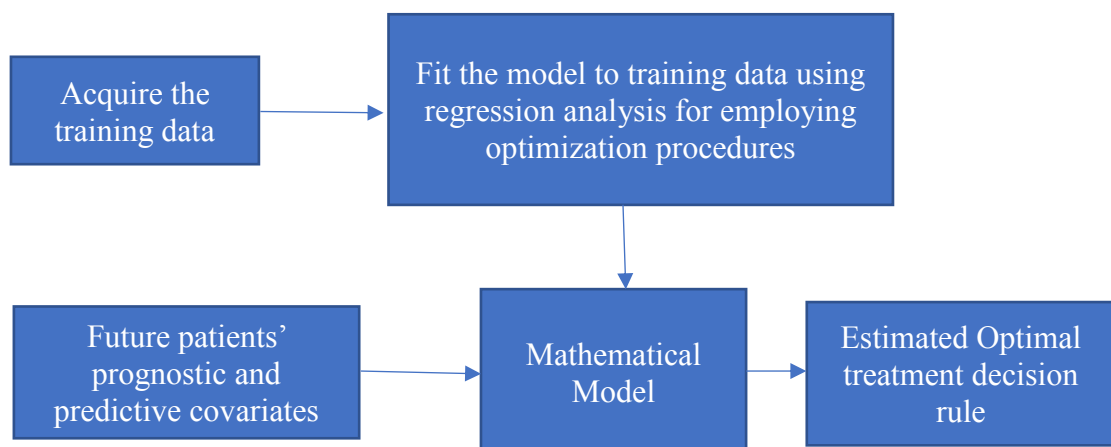 Acquire the
training data
Fit the model to training data using
regression analysis for employing
optimization procedures
Future patients’
prognostic and
predictive covariates
Mathematical
Model
Estimated Optimal
treatment decision
rule